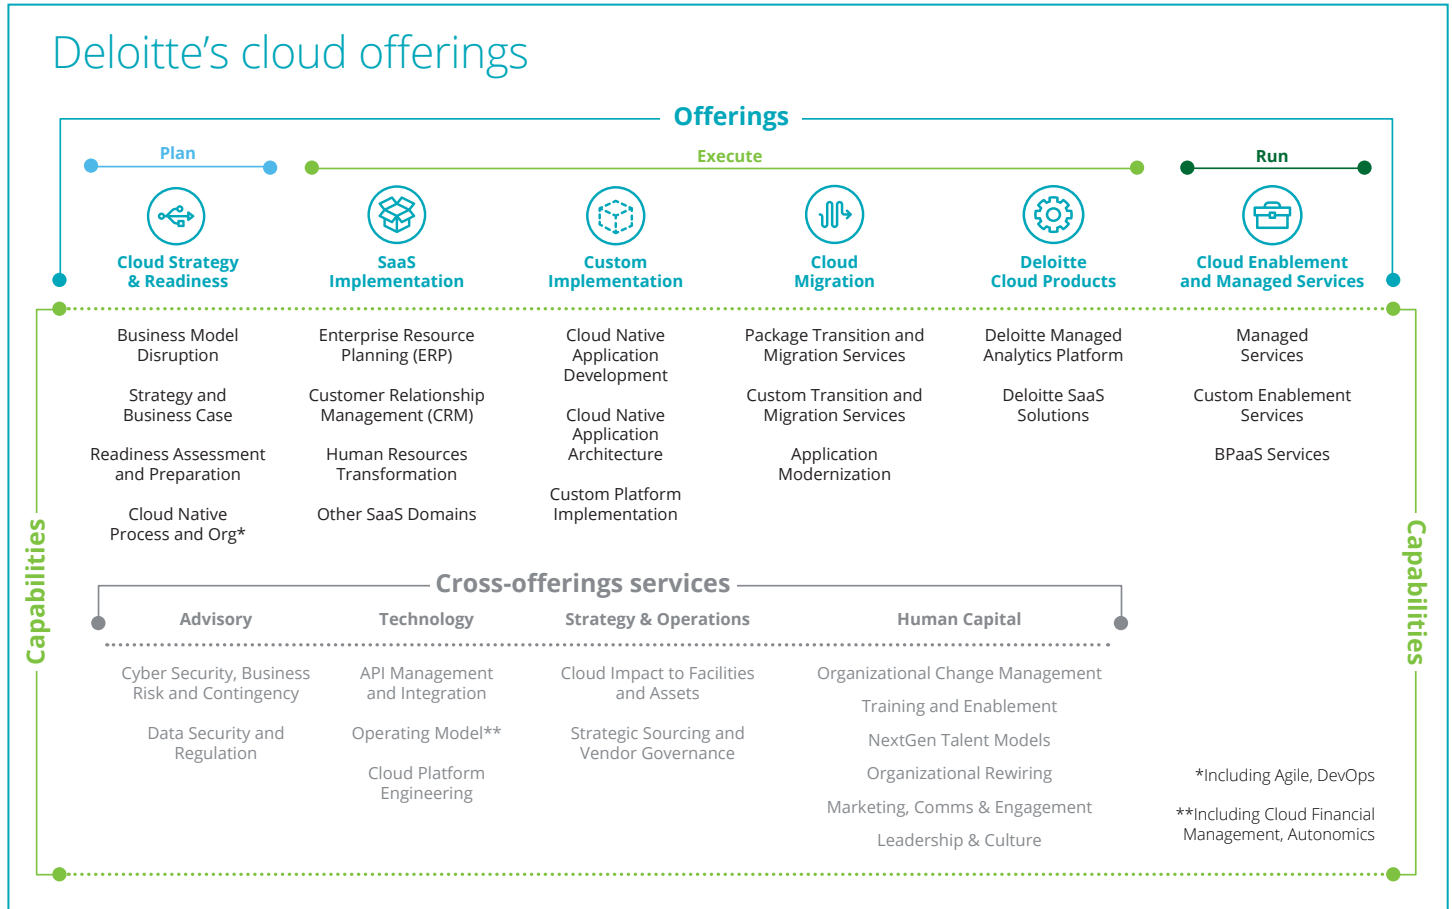 Deloitte’s cloud offerings
Offerings
Plan
Execute
Run
Cloud Strategy
& Readiness
SaaS
Implementation
Custom
Implementation
Cloud
Migration
Deloitte
Cloud Products
Cloud Enablement
and Managed Services
Capabilities
Business Model
Disruption
Strategy and
Business Case
Readiness Assessment
and Preparation
Cloud Native
Process and Org*
Enterprise Resource
Planning (ERP)
Customer Relationship
Management (CRM)
Human Resources
Transformation
Other SaaS Domains
Cloud Native
Application
Development
Cloud Native
Application
Architecture
Custom Platform
Implementation
Package Transition and
Migration Services
Custom Transition and
Migration Services
Application
Modernization
Deloitte Managed
Analytics Platform
Deloitte SaaS
Solutions
Managed
Services
Custom Enablement
Services
BPaaS Services
Capabilities
Cross-offerings services
Advisory
Cyber Security, Business
Risk and Contingency
Data Security and
Regulation
Technology
API Management
and Integration
Operating Model**
Cloud Platform
Engineering
Strategy & Operations
Cloud Impact to Facilities
and Assets
Strategic Sourcing and
Vendor Governance
Human Capital
Organizational Change Management
Training and Enablement
NextGen Talent Models
Organizational Rewiring
Marketing, Comms & Engagement
Leadership & Culture
*Including Agile, DevOps
**Including Cloud Financial
Management, Autonomics